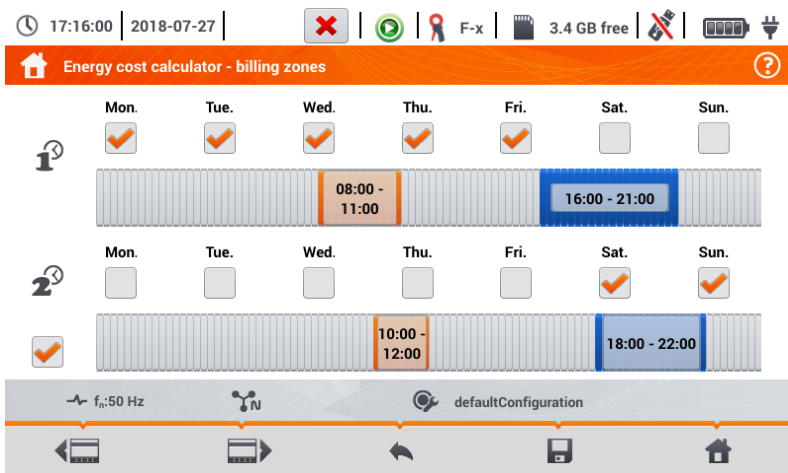 17:16:00 2018-07-27 F-x 3.4 GB free
Energy cost calculator - billing zones ?
Mon. Tue. Wed. Thu. Fri. Sat. Sun.
1
08:00 -
11:00
16:00 - 21:00
Mon. Tue. Wed. Thu. Fri. Sat. Sun.
2
10:00 -
12:00
18:00 - 22:00
fn:50 Hz N defaultConfiguration